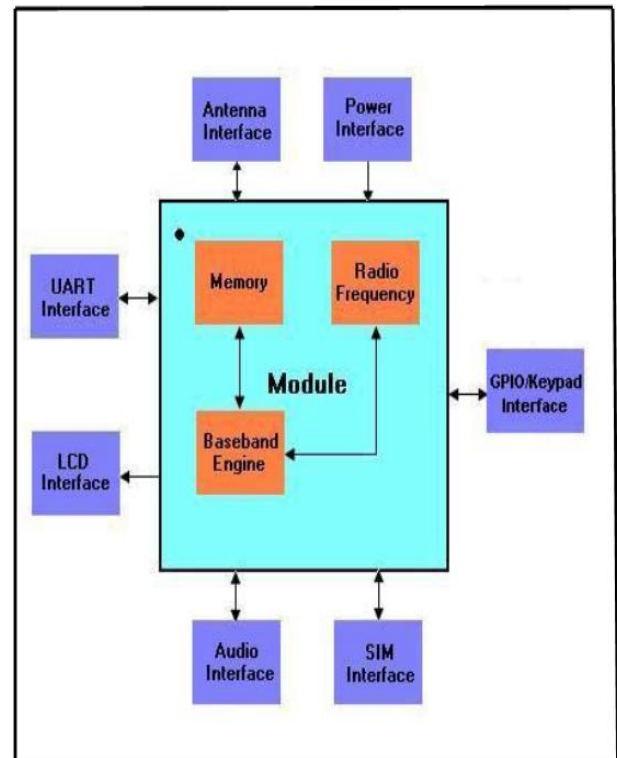 Antenna
Interface
Power
Interface
UART
Interface
Memory
Radio
Frequency
Module
GPIO/Keypad
Interface
Baseband
Engine
LCD
Interface
Audio
Interface
SIM
Interface